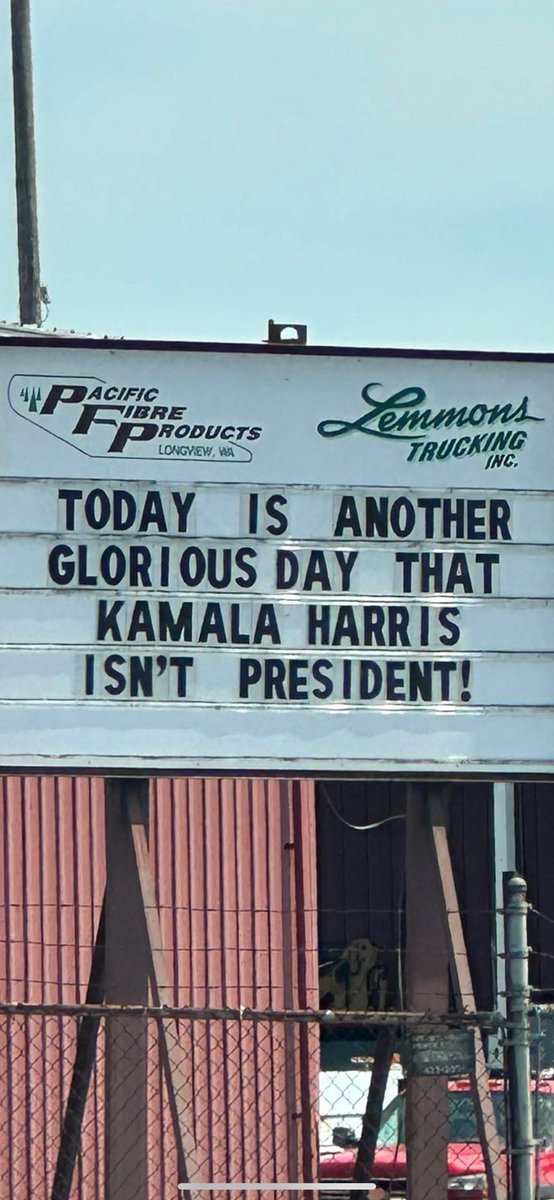 PACIFIC
FIBRE
PRODUCTS
LONGVIEW, WA
Lemmons
TRUCKING
INC.
TODAY IS ANOTHER
GLORIOUS DAY THAT
KAMALA HARRIS
ISN'T PRESIDENT!